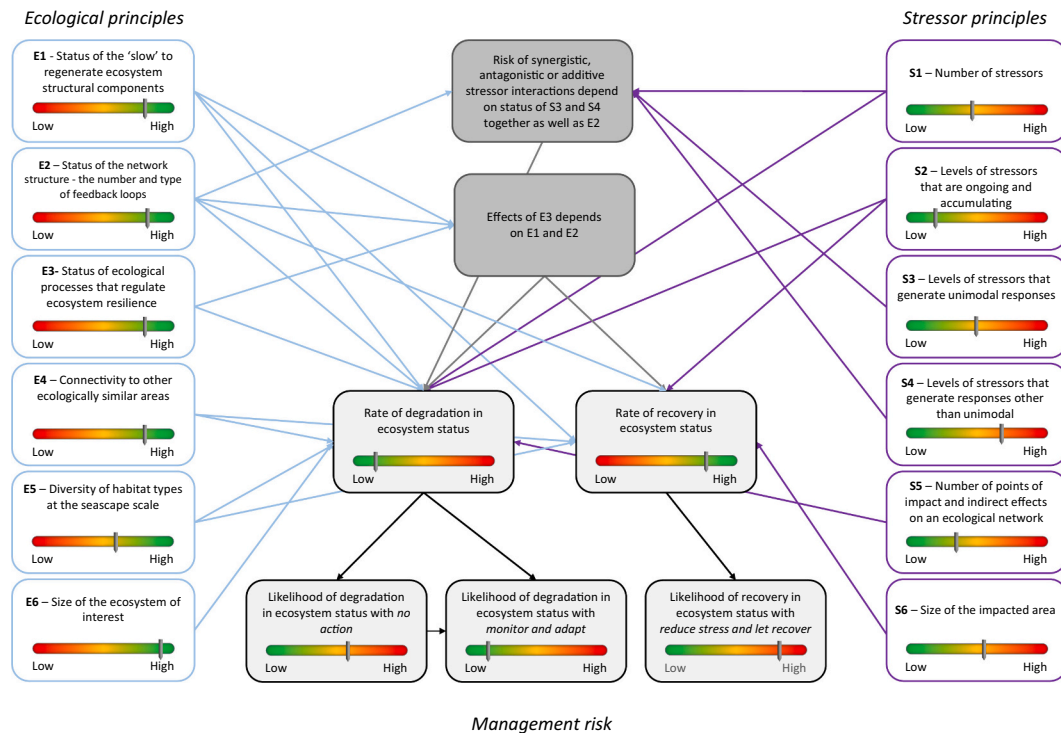 Ecological principles
E1 - Status of the ‘slow’ to
regenerate ecosystem
structural components
Low High
E2 – Status of the network
structure - the number and
type of feedback loops
Low High
E3- Status of ecological
processes that regulate
ecosystem resilience
Low High
E4 – Connectivity to other
ecologically similar areas
Low High
E5 – Diversity of habitat types
at the seascape scale
Low High
E6 – Size of the ecosystem of
interest
Low High
Risk of synergistic,
antagonistic or additive
stressor interactions depend
on status of S3 and S4
together as well as E2
Effects of E3 depends
on E1 and E2
Rate of degradation in
ecosystem status
Low High
Rate of recovery in
ecosystem status
Low High
Likelihood of degradation
in ecosystem status with no
action
Low High
Likelihood of degradation
in ecosystem status with
monitor and adapt
Low High
Likelihood of recovery in
ecosystem status with
reduce stress and let recover
Low High
Stressor principles
S1 – Number of stressors
Low High
S2 – Levels of stressors
that are ongoing and
accumulating
Low High
S3 – Levels of stressors that
generate unimodal responses
Low High
S4 – Levels of stressors that
generate responses other
than unimodal
Low High
S5 – Number of points of
impact and indirect effects
on an ecological network
Low High
S6 – Size of the impacted area
Low High
Management risk